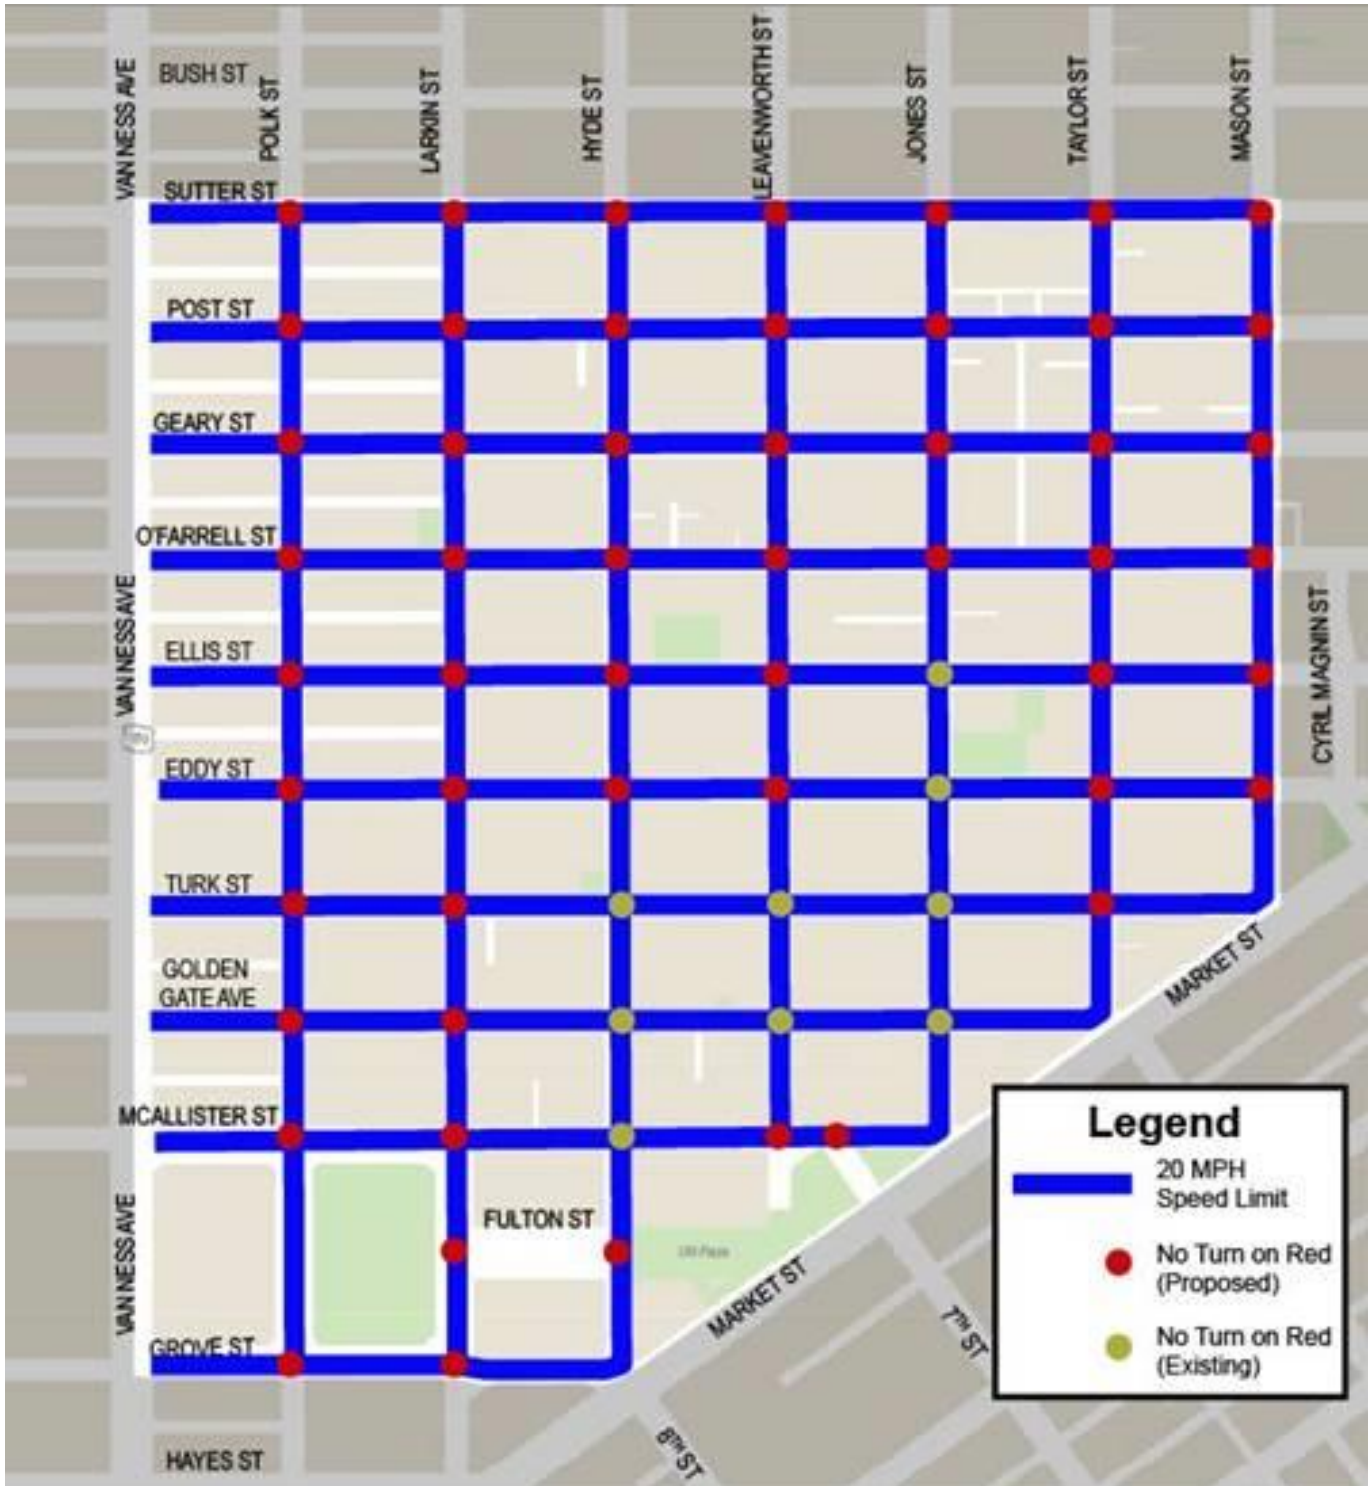 BUSH ST
VAN NESS AVE
POLK ST
LARKIN ST
HYDE ST
LEAVENWORTH ST
JONES ST
TAYLOR ST
MASON ST
SUTTER ST
POST ST
GEARY ST
O'FARRELL ST
VAN NESS AVE
ELLIS ST
CYRIL MAGNIN ST
EDDY ST
TURK ST
GOLDEN
GATE AVE
MARKET ST
MCALLISTER ST
VAN NESS AVE
FULTON ST
MARKET ST
7TH ST
GROVE ST
8TH ST
HAYES ST
Legend
20 MPH
Speed Limit
No Turn on Red
(Proposed)
No Turn on Red
(Existing)